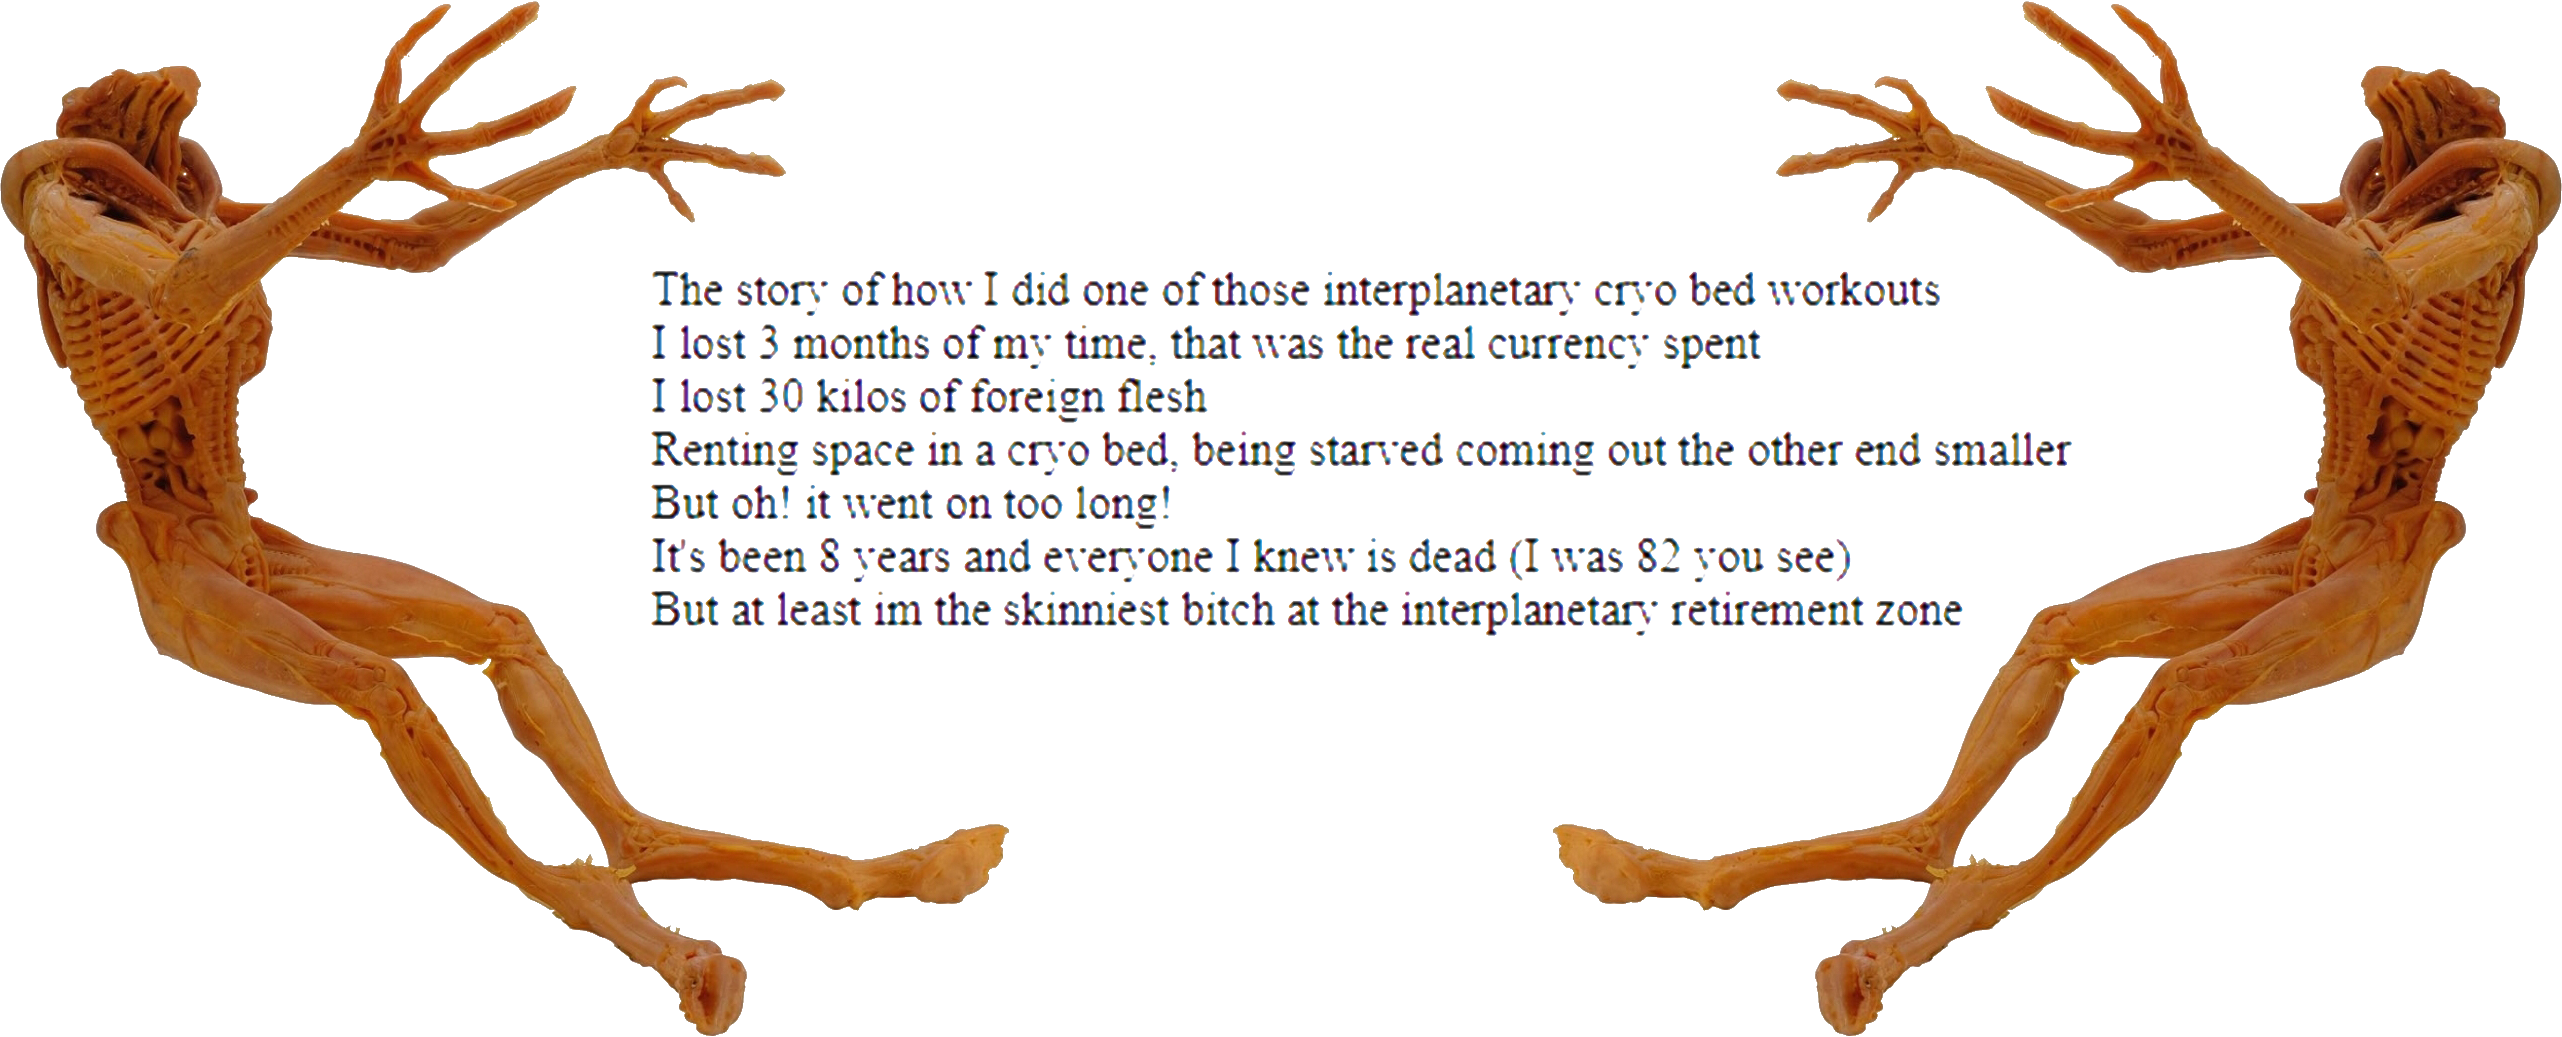 The story of how I did one of those interplanetary cryo bed workouts
I lost 3 months of my time, that was the real currency spent
I lost 30 kilos of foreign flesh
Renting space in a cryo bed, being starved coming out the other end smaller
But oh! it went on too long!
It's been 8 years and everyone I knew is dead (I was 82 you see)
But at least im the skinniest bitch at the interplanetary retirement zone